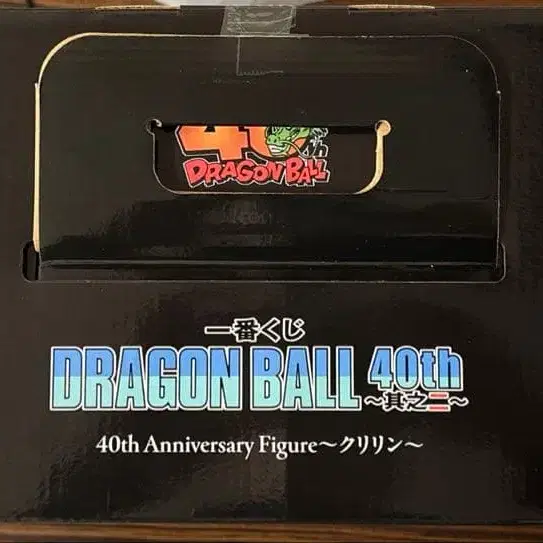 40th
DRAGON BALL
一番くじ
DRAGON BALL 40th
～其之二～
40th Anniversary Figure～クリリン～